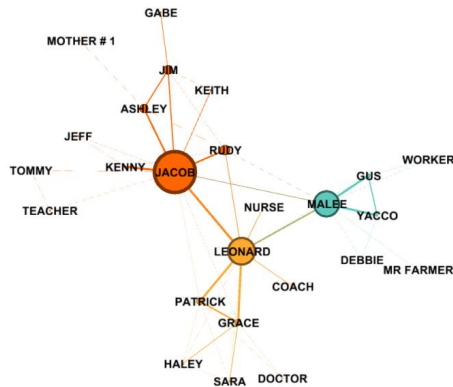 GABE
MOTHER # 1
JIM
KEITH
ASHLEY
JEFF
RUDY
TOMMY
KENNY
JACOB
WORKER
GUS
TEACHER
NURSE
MALEE
YACCO
LEONARD
DEBBIE
MR FARMER
COACH
PATRICK
GRACE
HALEY
SARA
DOCTOR